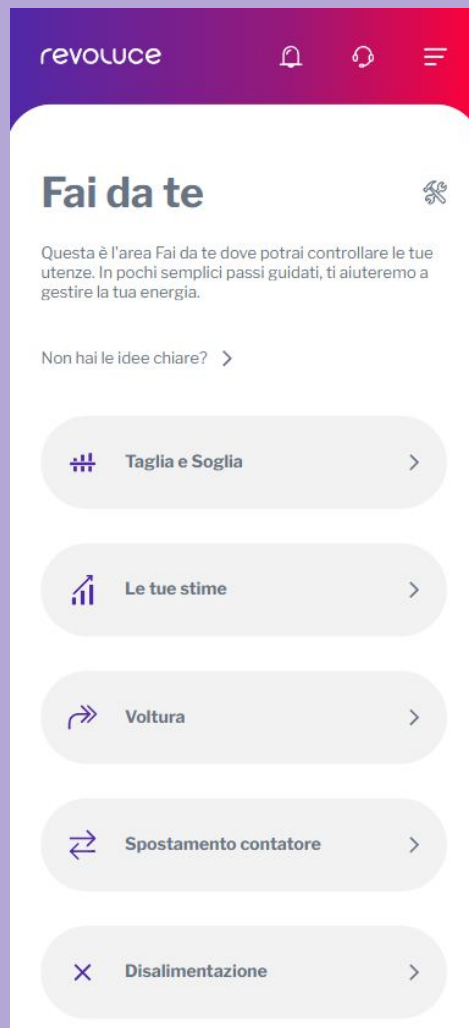 revoluce
Fai da te
Questa è l'area Fai da te dove potrai controllare le tue
utenze. In pochi semplici passi guidati, ti aiuteremo a
gestire la tua energia.
Non hai le idee chiare?
Taglia e Soglia
Le tue stime
Voltura
Spostamento contatore
Disalimentazione